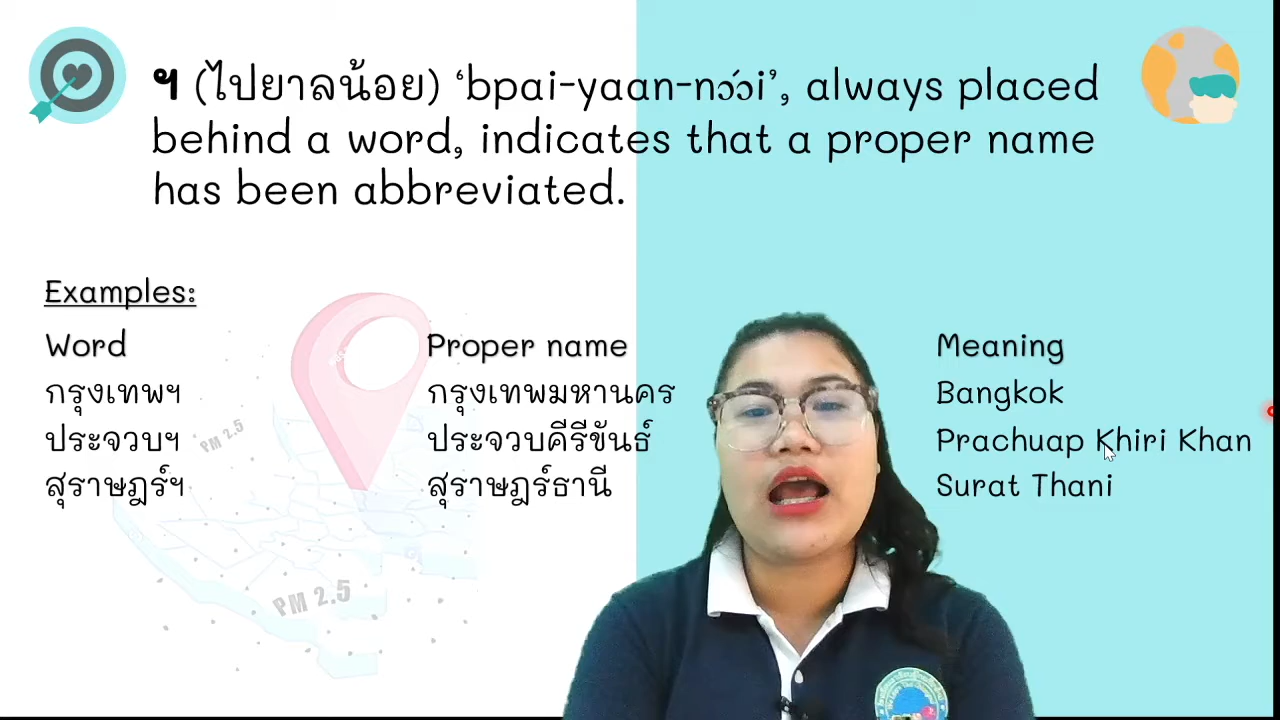 ฯ (ไปยาลน้อย) ‘bpai-yaan-nɔ́ɔi’, always placed
behind a word, indicates that a proper name
has been abbreviated.
Examples:
Word Proper name Meaning
กรุงเทพฯ กรุงเทพมหานคร Bangkok
ประจวบฯ ประจวบคีรีขันธ์ Prachuap Khiri Khan
สุราษฎร์ฯ สุราษฎร์ธานี Surat Thani
PM 2.5
PM 2.5